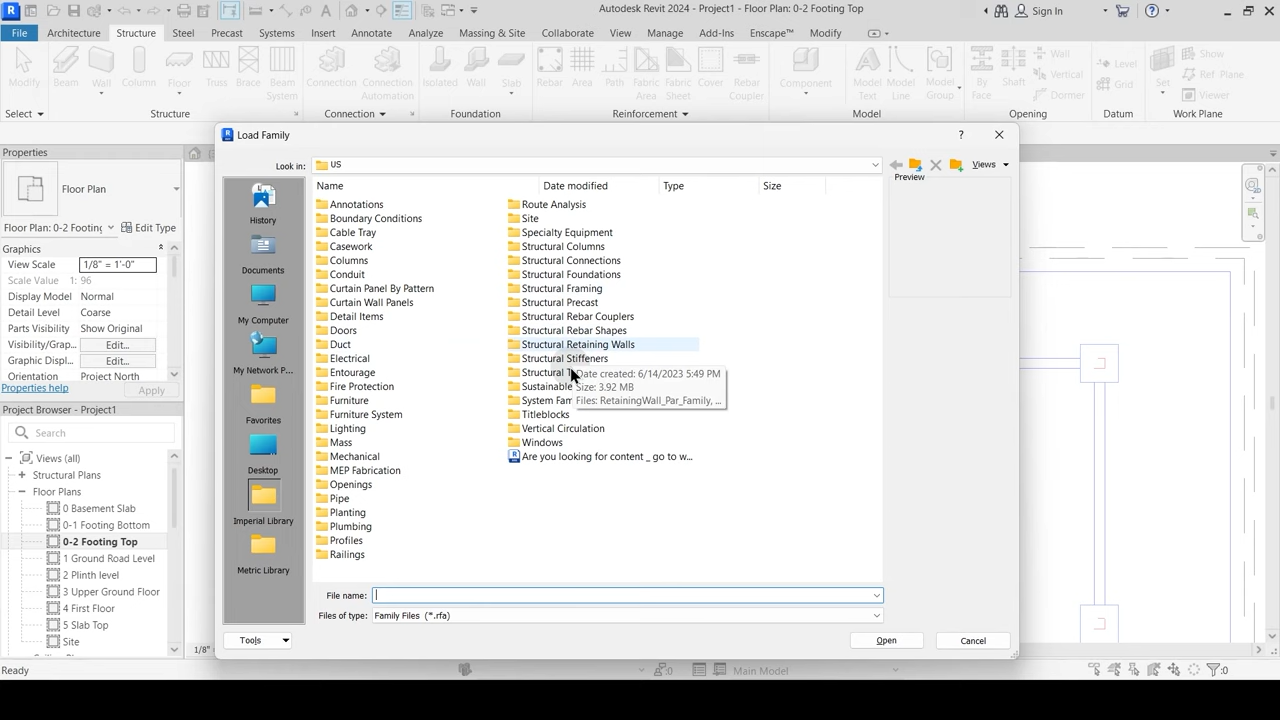 Autodesk Revit 2024 - Project1 - Floor Plan: 0-2 Footing Top
Sign In
File Architecture Structure Steel Precast Systems Insert Annotate Analyze Massing & Site Collaborate View Manage Add-Ins Enscape™ Modify
Modify Beam Wall Column Floor Truss Brace Beam System Connection Connection Automation Isolated Wall Slab Rebar Area Path Fabric Area Fabric Sheet Cover Rebar Coupler Component Model Text Model Line Model Group By Face Shaft Wall Vertical Dormer Level Grid Set Show Ref Plane Viewer
Select Structure Connection Foundation Reinforcement Model Opening Datum Work Plane
Properties
Floor Plan
Floor Plan: 0-2 Footin Edit Type
Graphics
View Scale 1/8" = 1'-0"
Scale Value 1: 96
Display Model Normal
Detail Level Coarse
Parts Visibility Show Original
Visibility/Grap... Edit...
Graphic Displ... Edit...
Orientation Project North
Properties help Apply
Project Browser - Project1
Search
Views (all)
Structural Plans
Floor Plans
0 Basement Slab
0-1 Footing Bottom
0-2 Footing Top
1 Ground Road Level
2 Plinth level
3 Upper Ground Floor
4 First Floor
5 Slab Top
Site
Ready
1/8"
Load Family
?
Look in: US
Views
Preview
History
Documents
My Computer
My Network P...
Favorites
Desktop
Imperial Library
Metric Library
Name Date modified Type Size
Annotations
Boundary Conditions
Cable Tray
Casework
Columns
Conduit
Curtain Panel By Pattern
Curtain Wall Panels
Detail Items
Doors
Duct
Electrical
Entourage
Fire Protection
Furniture
Furniture System
Lighting
Mass
Mechanical
MEP Fabrication
Openings
Pipe
Planting
Plumbing
Profiles
Railings
Route Analysis
Site
Specialty Equipment
Structural Columns
Structural Connections
Structural Foundations
Structural Framing
Structural Precast
Structural Rebar Couplers
Structural Rebar Shapes
Structural Retaining Walls
Structural Stiffeners
Structural T
Sustainable
System Fam
Titleblocks
Vertical Circulation
Windows
Are you looking for content _ go to w...
Date created: 6/14/2023 5:49 PM
Size: 3.92 MB
Files: RetainingWall_Par_Family, ...
File name:
Files of type: Family Files (*.rfa)
Tools Open Cancel
:0
Main Model
:0